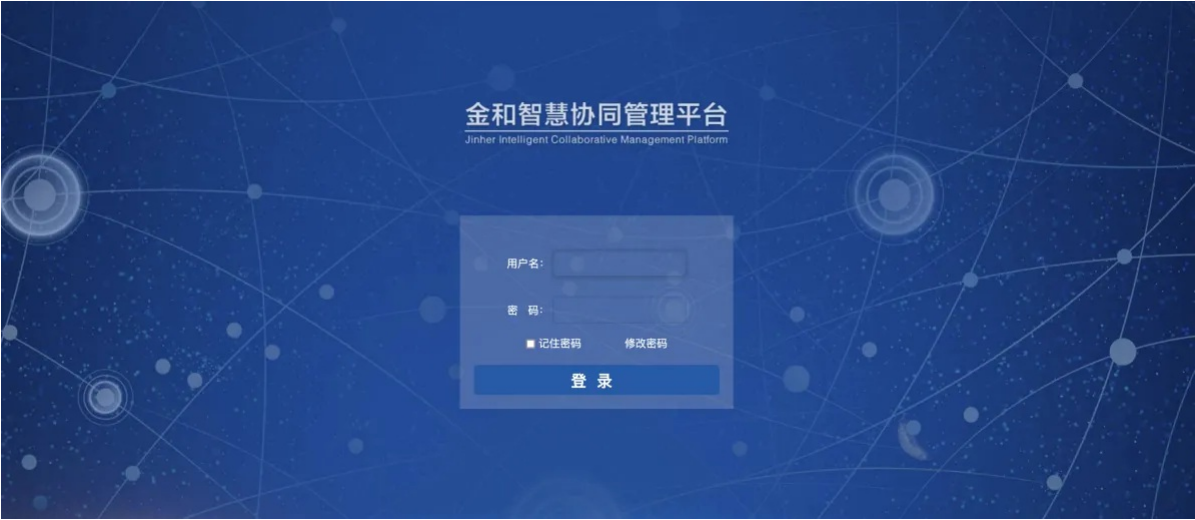 金和智慧协同管理平台
Jinher Intelligent Collaborative Management Platform
用户名：
密 码：
记住密码 修改密码
登 录